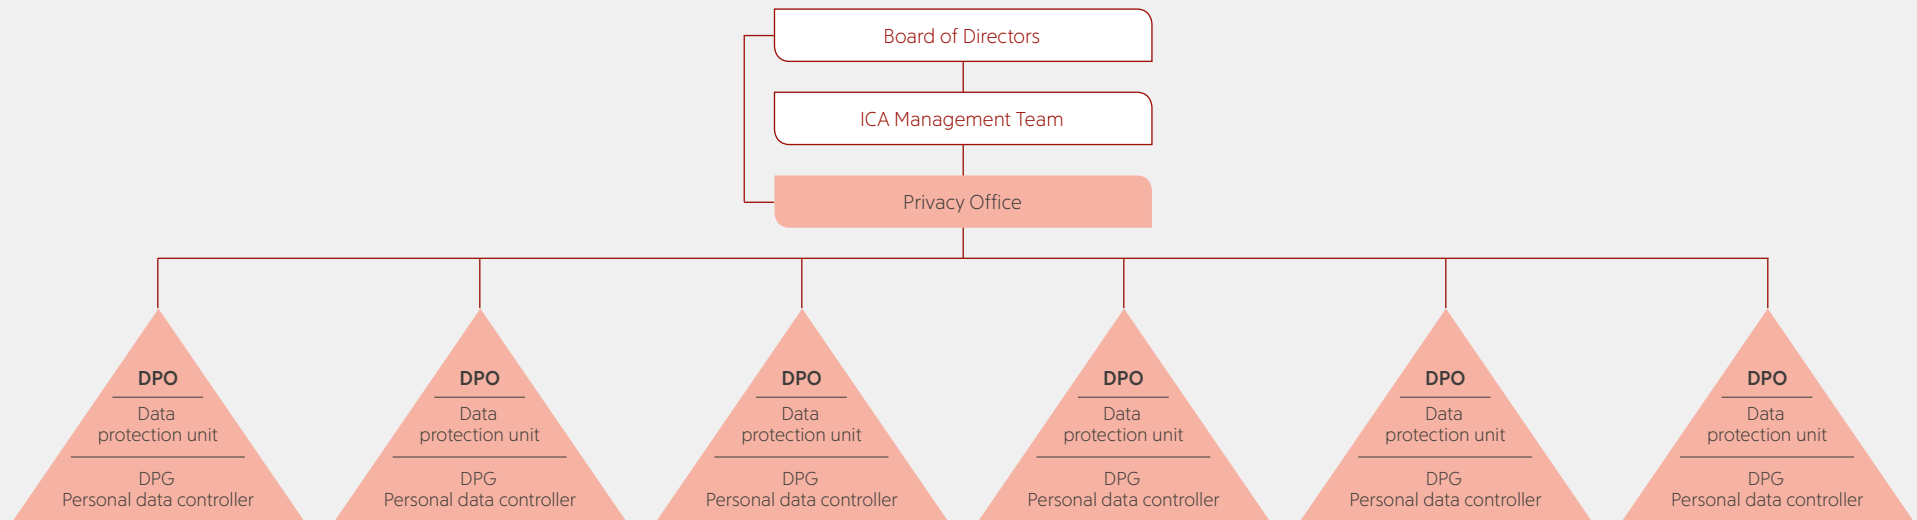 Board of Directors
ICA Management Team
Privacy Office
DPO
Data
protection unit
DPG
Personal data controller
DPO
Data
protection unit
DPG
Personal data controller
DPO
Data
protection unit
DPG
Personal data controller
DPO
Data
protection unit
DPG
Personal data controller
DPO
Data
protection unit
DPG
Personal data controller
DPO
Data
protection unit
DPG
Personal data controller